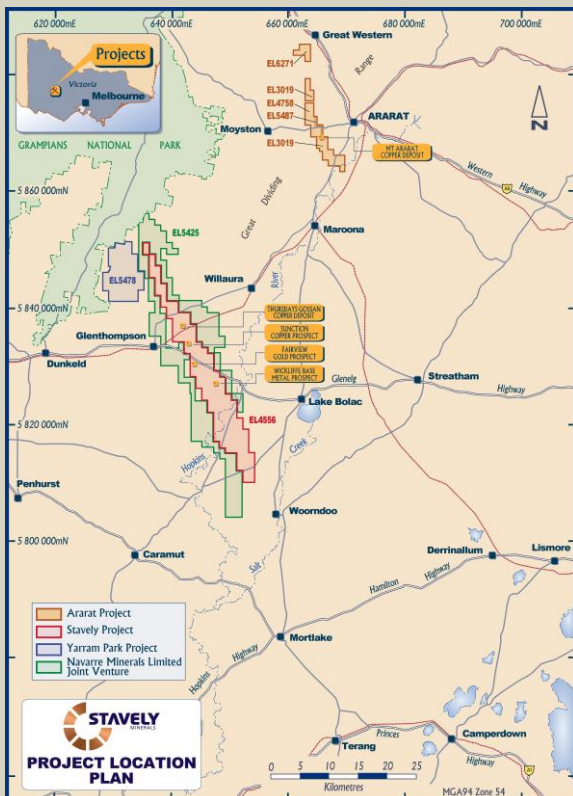 620 000mE
640 000mE
660 000mE
700 000mE
Projects
Victoria
Melbourne
Great Western
EL6271
Range
EL3019
EL4758
EL5487
EL3019
ARARAT
Moyston
MT ARARAT
COPPER DEPOSIT
N
GRAMPIANS NATIONAL PARK
Western
Highway
A8
Dividing
Great
5 860 000mN
EL5425
Maroona
EL5478
Willaura
River
THURSDAYS GOSSAN
COPPER DEPOSIT
JUNCTION
COPPER PROSPECT
FAIRVIEW
GOLD PROSPECT
WICKLIFFE BASE
METAL PROSPECT
5 840 000mN
Glenthompson
Dunkeld
Glenelg
Highway
Streatham
Lake Bolac
EL4556
5 820 000mN
Hopkins
Creek
Penshurst
Woorndoo
5 800 000mN
Caramut
Salt
Derrinallum
Lismore
Hamilton
Highway
Mortlake
Hopkins
Highway
Ararat Project
Stavely Project
Yarram Park Project
Navarre Minerals Limited
Joint Venture
STAVELY
MINERALS
PROJECT LOCATION
PLAN
Terang
Princes
Camperdown
Highway
A1
0 5 10 15 20 25
Kilometres
MGA94 Zone 54